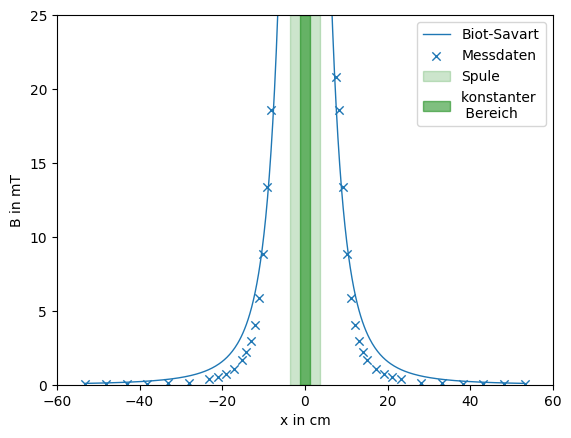 25
20
15
10
5
0
B in mT
Biot-Savart
Messdaten
Spule
konstanter
Bereich
−60 −40 −20 0 20 40 60
x in cm